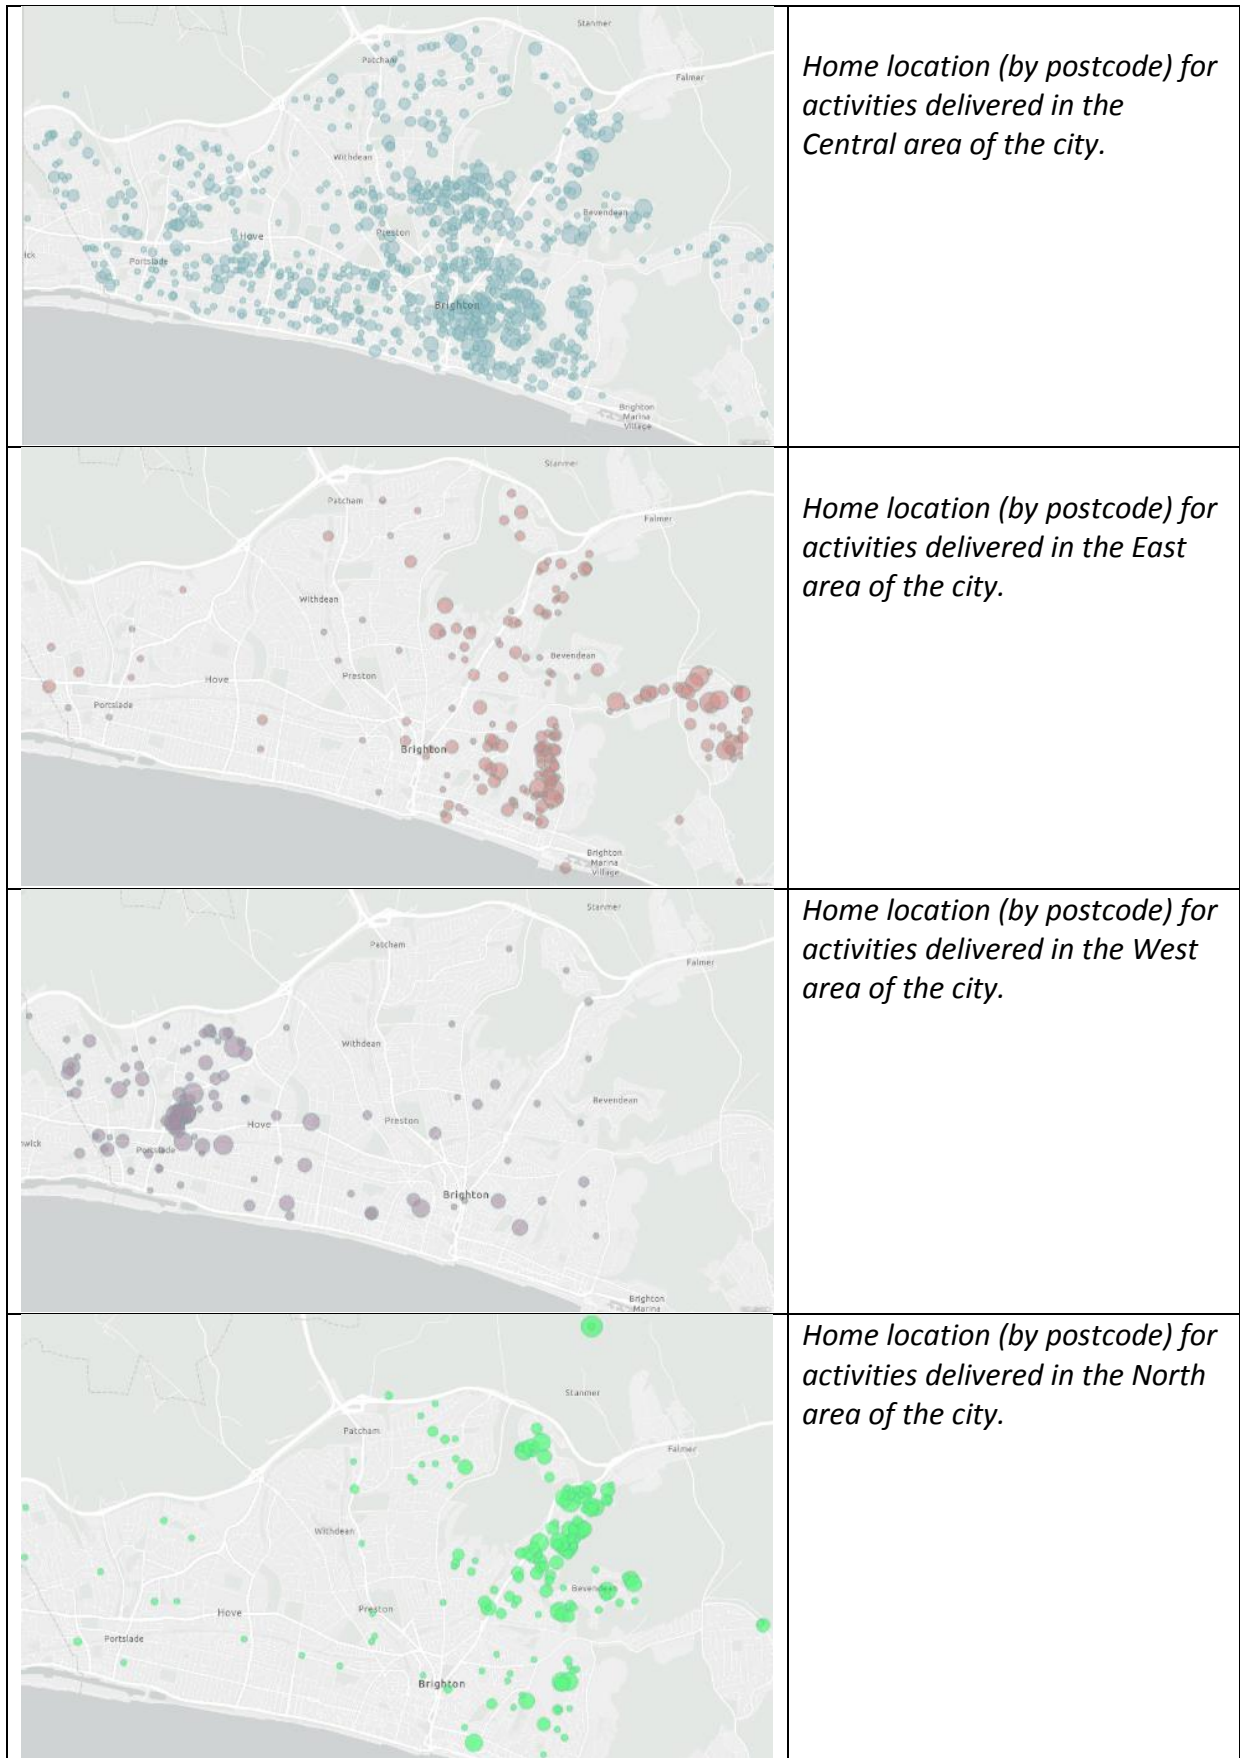 Stanmer
Patcham
Falmer
Withdean
Bevendean
Preston
Hove
Portslade
ick
Brighton
Brighton
Marina
Village
Home location (by postcode) for
activities delivered in the
Central area of the city.
Stanmer
Patcham
Falmer
Withdean
Bevendean
Preston
Hove
Portslade
Brighton
Brighton
Marina
Village
Home location (by postcode) for
activities delivered in the East
area of the city.
Stanmer
Patcham
Falmer
Withdean
Bevendean
Preston
Hove
wick
Portslade
Brighton
Brighton
Marina
Home location (by postcode) for
activities delivered in the West
area of the city.
Stanmer
Patcham
Falmer
Withdean
Bevendean
Preston
Hove
Portslade
Brighton
Home location (by postcode) for
activities delivered in the North
area of the city.